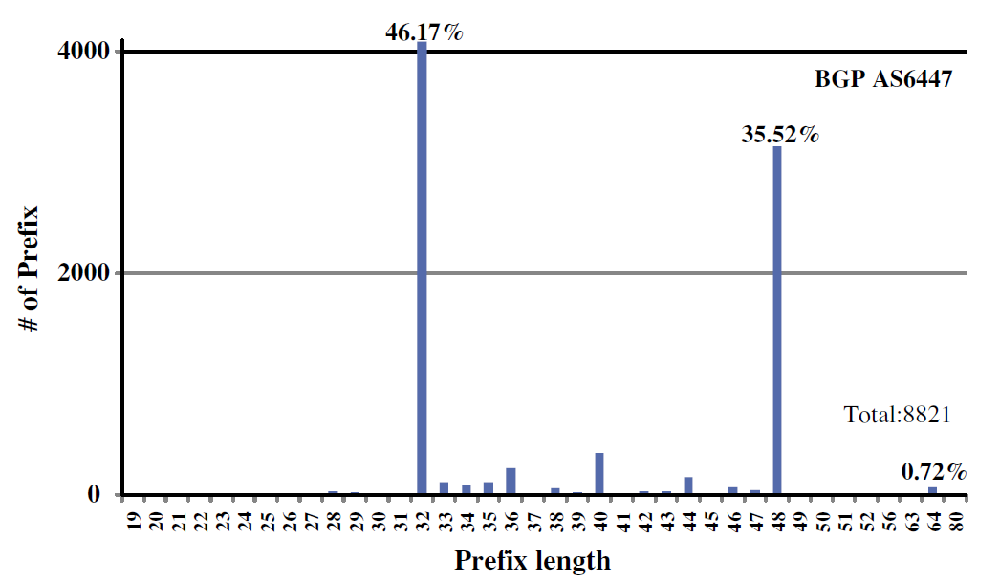 46.17%
4000
BGP AS6447
35.52%
# of Prefix
2000
Total:8821
0.72%
0
19 20 21 22 23 24 25 26 27 28 29 30 31 32 33 34 35 36 37 38 39 40 41 42 43 44 45 46 47 48 49 50 51 52 56 63 64 80
Prefix length